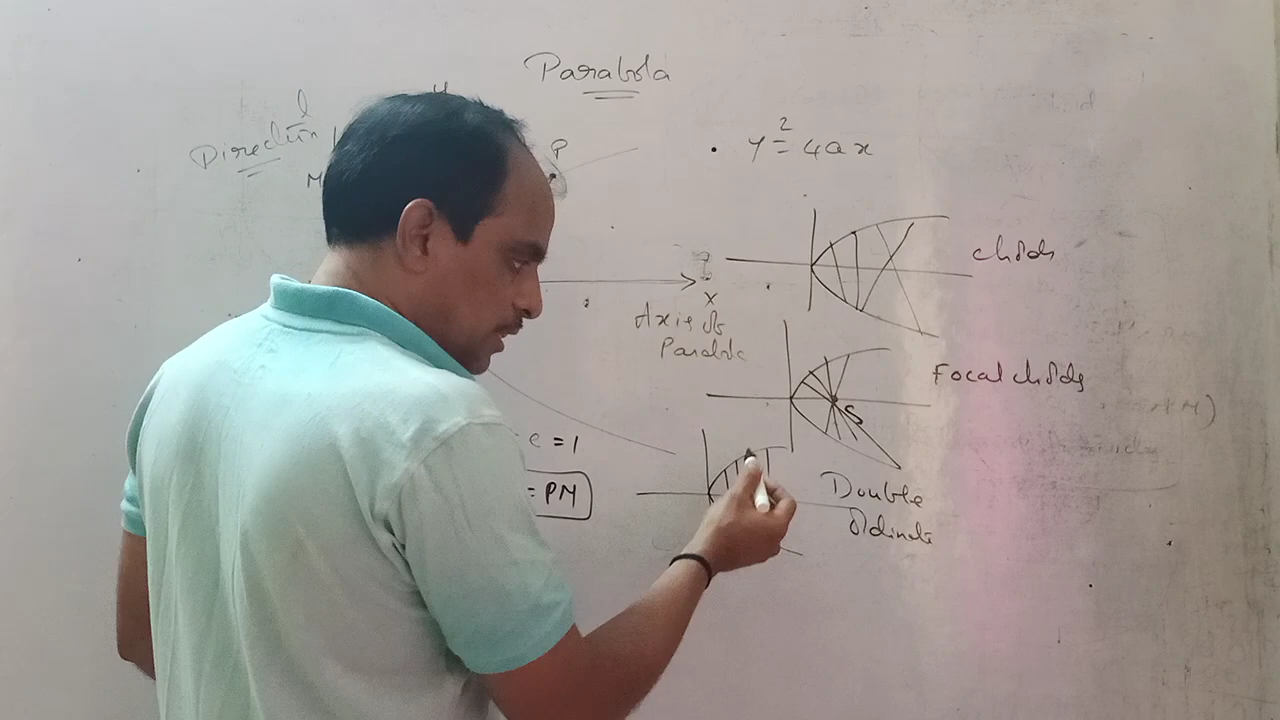 Parabola
l
Directrix
M
P
. y² = 4ax
x
Axis of
Parabola
chords
Focal chords
S
e = 1
= PM
Double
Ordinate